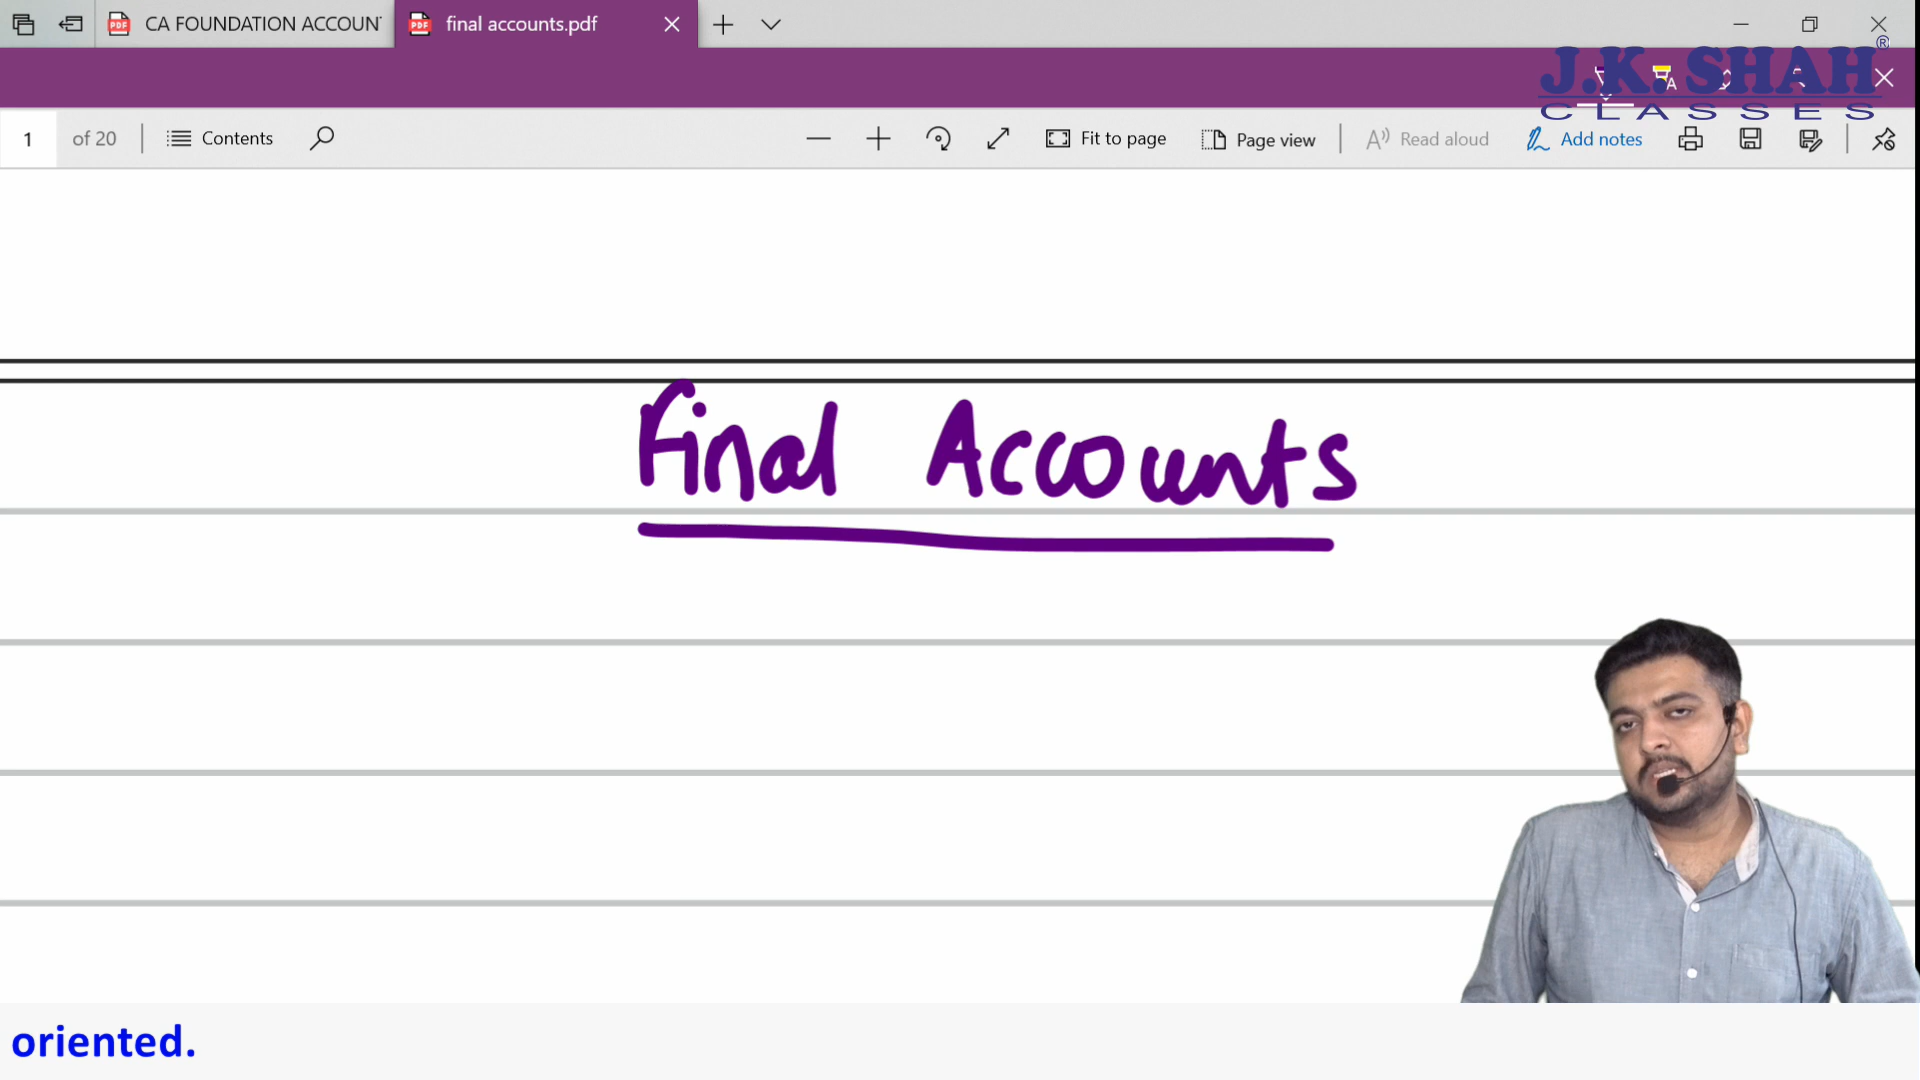 CA FOUNDATION ACCOUN
final accounts.pdf
J.K. SHAH®
CLASSES
1 of 20
Contents
Fit to page
Page view
Read aloud
Add notes
Final Accounts
oriented.